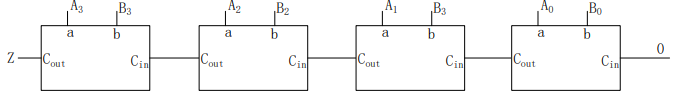 A₃ B₃ A₂ B₂ A₁ B₃ A₀ B₀
a b a b a b a b
Z Cout Cin Cout Cin Cout Cin Cout Cin 0